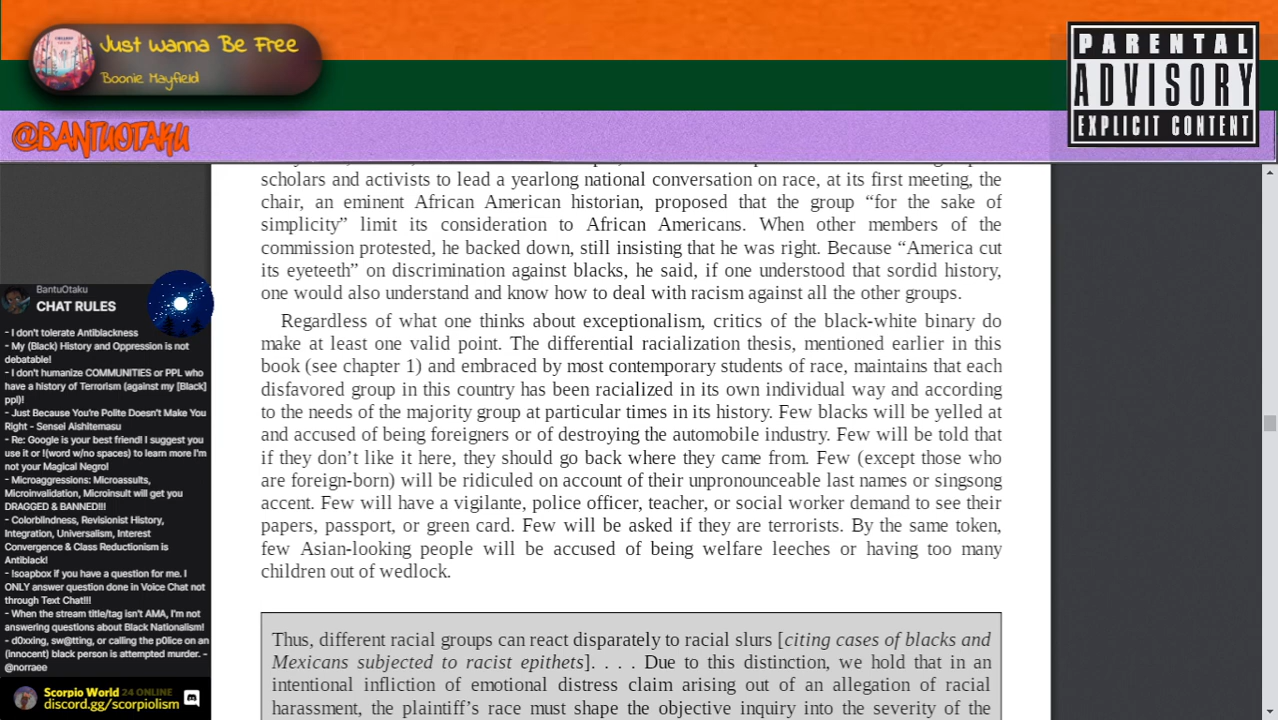 Just Wanna Be Free
Boonie Mayfield
PARENTAL
ADVISORY
EXPLICIT CONTENT
@BANTUOTAKU
scholars and activists to lead a yearlong national conversation on race, at its first meeting, the
chair, an eminent African American historian, proposed that the group “for the sake of
simplicity” limit its consideration to African Americans. When other members of the
commission protested, he backed down, still insisting that he was right. Because “America cut
its eyeteeth” on discrimination against blacks, he said, if one understood that sordid history,
one would also understand and know how to deal with racism against all the other groups.
Regardless of what one thinks about exceptionalism, critics of the black-white binary do
make at least one valid point. The differential racialization thesis, mentioned earlier in this
book (see chapter 1) and embraced by most contemporary students of race, maintains that each
disfavored group in this country has been racialized in its own individual way and according
to the needs of the majority group at particular times in its history. Few blacks will be yelled at
and accused of being foreigners or of destroying the automobile industry. Few will be told that
if they don’t like it here, they should go back where they came from. Few (except those who
are foreign-born) will be ridiculed on account of their unpronounceable last names or singsong
accent. Few will have a vigilante, police officer, teacher, or social worker demand to see their
papers, passport, or green card. Few will be asked if they are terrorists. By the same token,
few Asian-looking people will be accused of being welfare leeches or having too many
children out of wedlock.
Thus, different racial groups can react disparately to racial slurs [citing cases of blacks and
Mexicans subjected to racist epithets]. . . . Due to this distinction, we hold that in an
intentional infliction of emotional distress claim arising out of an allegation of racial
harassment, the plaintiff’s race must shape the objective inquiry into the severity of the
BantuOtaku
CHAT RULES
- I don't tolerate Antiblackness
- My (Black) History and Oppression is not
debatable!
- I don't humanize COMMUNITIES or PPL who
have a history of Terrorism (against my [Black]
ppl)!
- Just Because You're Polite Doesn't Make You
Right - Sensei Aishitemasu
- Re: Google is your best friend! I suggest you
use it or !(word w/no spaces) to learn more I'm
not your Magical Negro!
- Microaggressions: Microassults,
Microinvalidation, Microinsult will get you
DRAGGED & BANNED!!!
- Colorblindness, Revisionist History,
Integration, Universalism, Interest
Convergence & Class Reductionism is
Antiblack!
- !soapbox if you have a question for me. I
ONLY answer question done in Voice Chat not
through Text Chat!!!
- When the stream title/tag isn't AMA, I'm not
answering questions about Black Nationalism!
- d0xxing, sw@tting, or calling the p0lice on an
(innocent) black person is attempted murder. -
@norraee
Scorpio World 24 ONLINE
discord.gg/scorpiolism